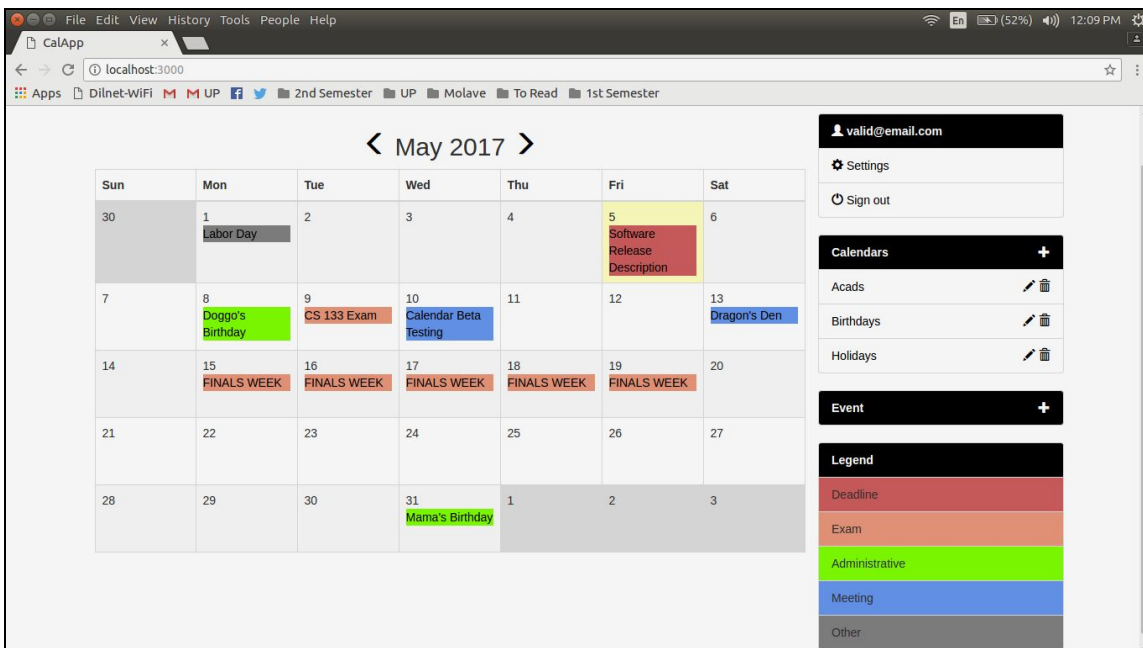 File Edit View History Tools People Help
En (52%) 12:09 PM
CalApp
localhost:3000
Apps Dilnet-WiFi UP 2nd Semester UP Molave To Read 1st Semester
May 2017
Sun Mon Tue Wed Thu Fri Sat
30 1 2 3 4 5 6
Labor Day
Software
Release
Description
7 8 9 10 11 12 13
Doggo's
Birthday
CS 133 Exam
Calendar Beta
Testing
Dragon's Den
14 15 16 17 18 19 20
FINALS WEEK FINALS WEEK FINALS WEEK FINALS WEEK FINALS WEEK
21 22 23 24 25 26 27
28 29 30 31 1 2 3
Mama's Birthday
valid@email.com
Settings
Sign out
Calendars
Acads
Birthdays
Holidays
Event
Legend
Deadline
Exam
Administrative
Meeting
Other